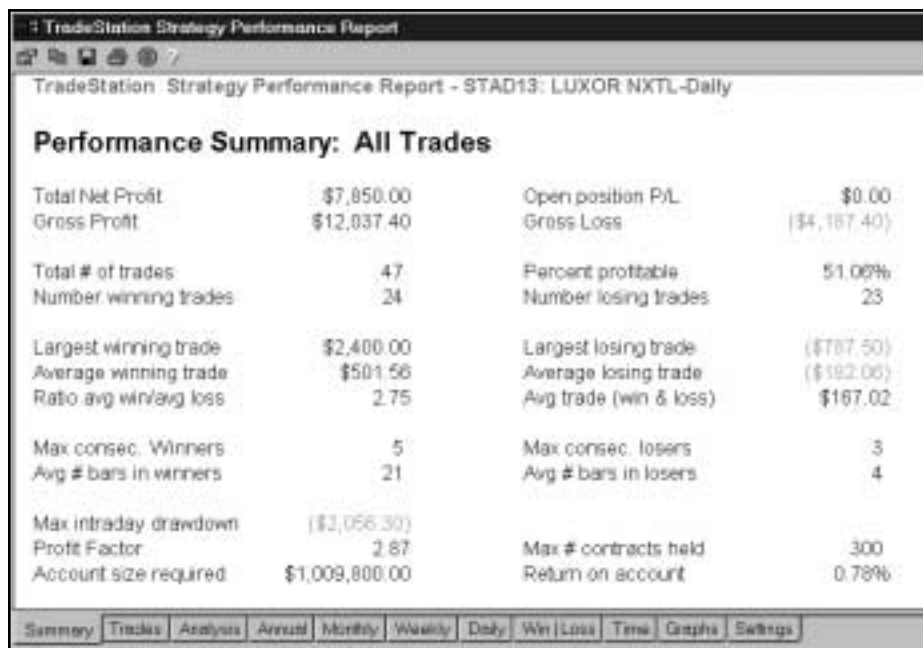 TradeStation Strategy Performance Report
TradeStation Strategy Performance Report - STAD13: LUXOR NXTL-Daily
Performance Summary: All Trades
Total Net Profit $7,850.00 Open position P/L $0.00
Gross Profit $12,037.40 Gross Loss ($4,187.40)
Total # of trades 47 Percent profitable 51.06%
Number winning trades 24 Number losing trades 23
Largest winning trade $2,400.00 Largest losing trade ($787.50)
Average winning trade $501.56 Average losing trade ($182.06)
Ratio avg win/avg loss 2.75 Avg trade (win & loss) $167.02
Max consec. Winners 5 Max consec. losers 3
Avg # bars in winners 21 Avg # bars in losers 4
Max intraday drawdown ($2,056.30)
Profit Factor 2.87 Max # contracts held 300
Account size required $1,009,800.00 Return on account 0.78%
Summary Trades Analysis Annual Monthly Weekly Daily Win|Loss Time Graphs Settings